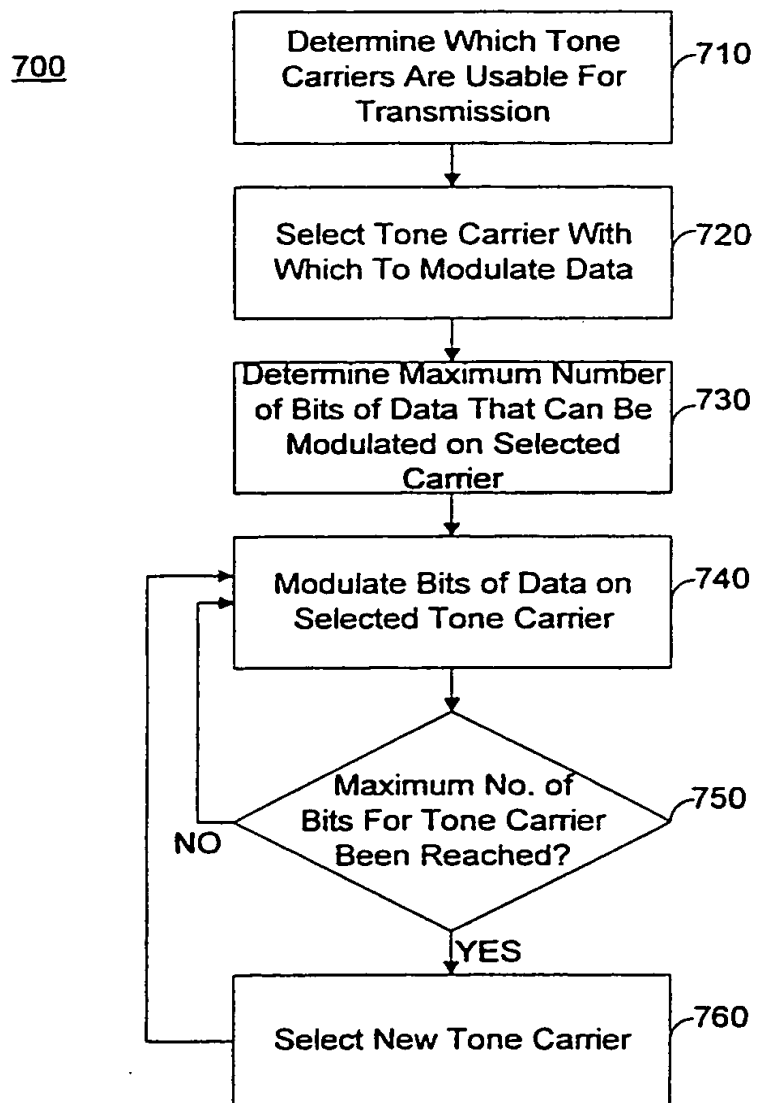 700
Determine Which Tone
Carriers Are Usable For
Transmission
710
Select Tone Carrier With
Which To Modulate Data
720
Determine Maximum Number
of Bits of Data That Can Be
Modulated on Selected
Carrier
730
Modulate Bits of Data on
Selected Tone Carrier
740
Maximum No. of
Bits For Tone Carrier
Been Reached?
750
NO
YES
Select New Tone Carrier
760